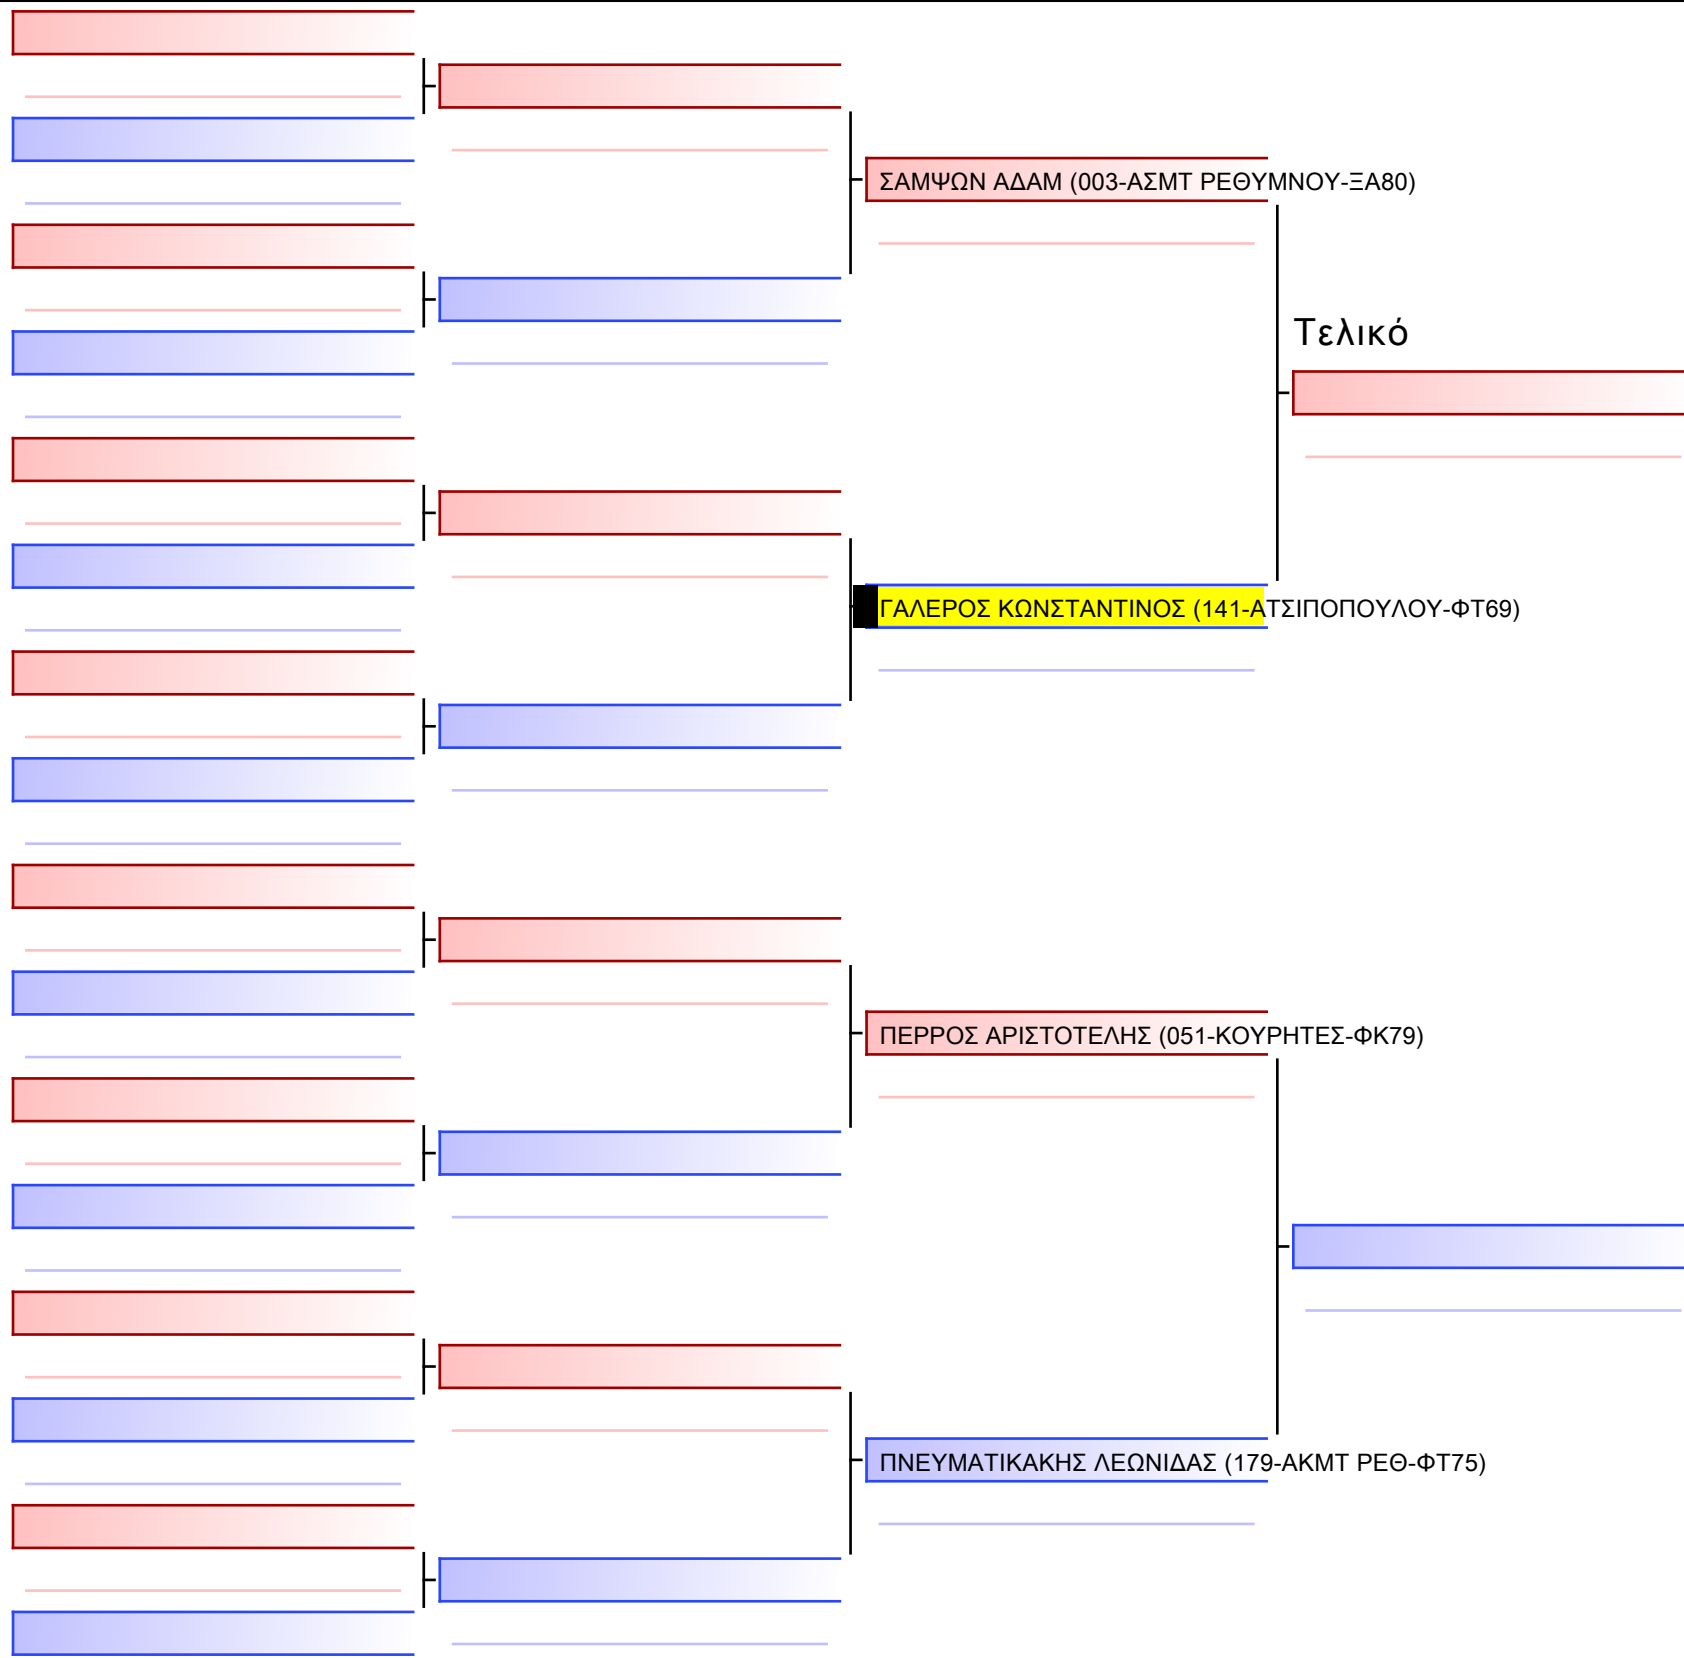 ΣΑΜΨΩΝ ΑΔΑΜ (003-ΑΣΜΤ ΡΕΘΥΜΝΟΥ-ΞΑ80)
Τελικό
ΓΑΛΕΡΟΣ ΚΩΝΣΤΑΝΤΙΝΟΣ (141-ΑΤΣΙΠΟΠΟΥΛΟΥ-ΦΤ69)
ΠΕΡΡΟΣ ΑΡΙΣΤΟΤΕΛΗΣ (051-ΚΟΥΡΗΤΕΣ-ΦΚ79)
ΠΝΕΥΜΑΤΙΚΑΚΗΣ ΛΕΩΝΙΔΑΣ (179-ΑΚΜΤ ΡΕΘ-ΦΤ75)